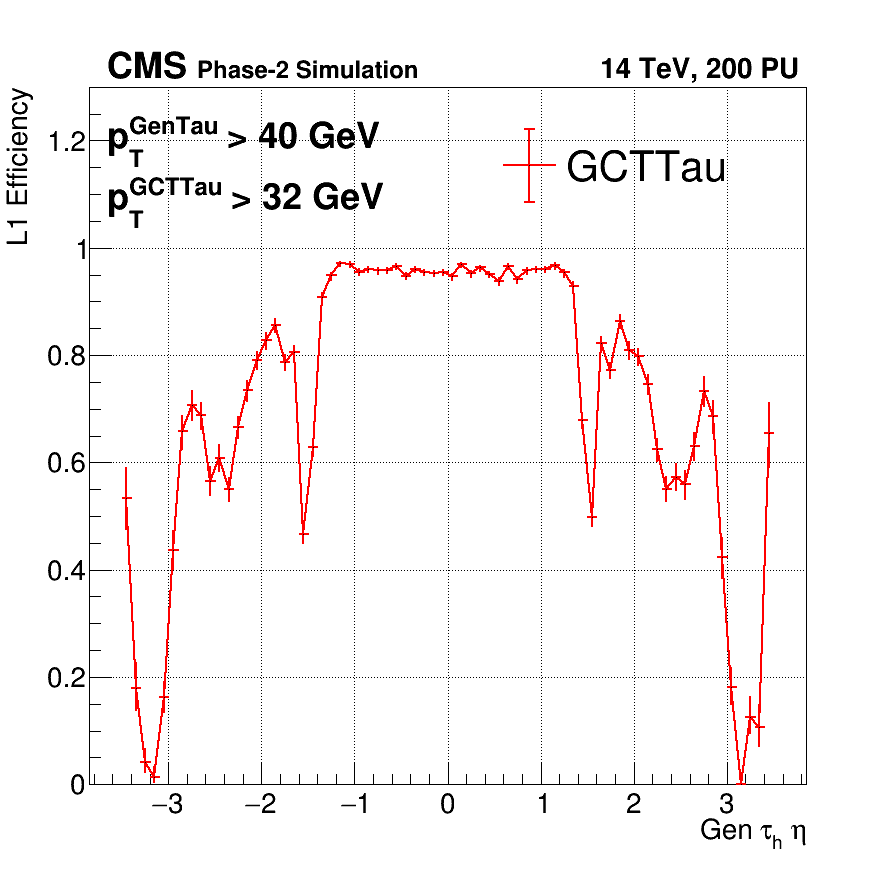 CMS Phase-2 Simulation 14 TeV, 200 PU
L1 Efficiency
p_T^GenTau > 40 GeV
p_T^GCTTau > 32 GeV
GCTTau
1.2
1
0.8
0.6
0.4
0.2
0
−3 −2 −1 0 1 2 3
Gen τ_h η